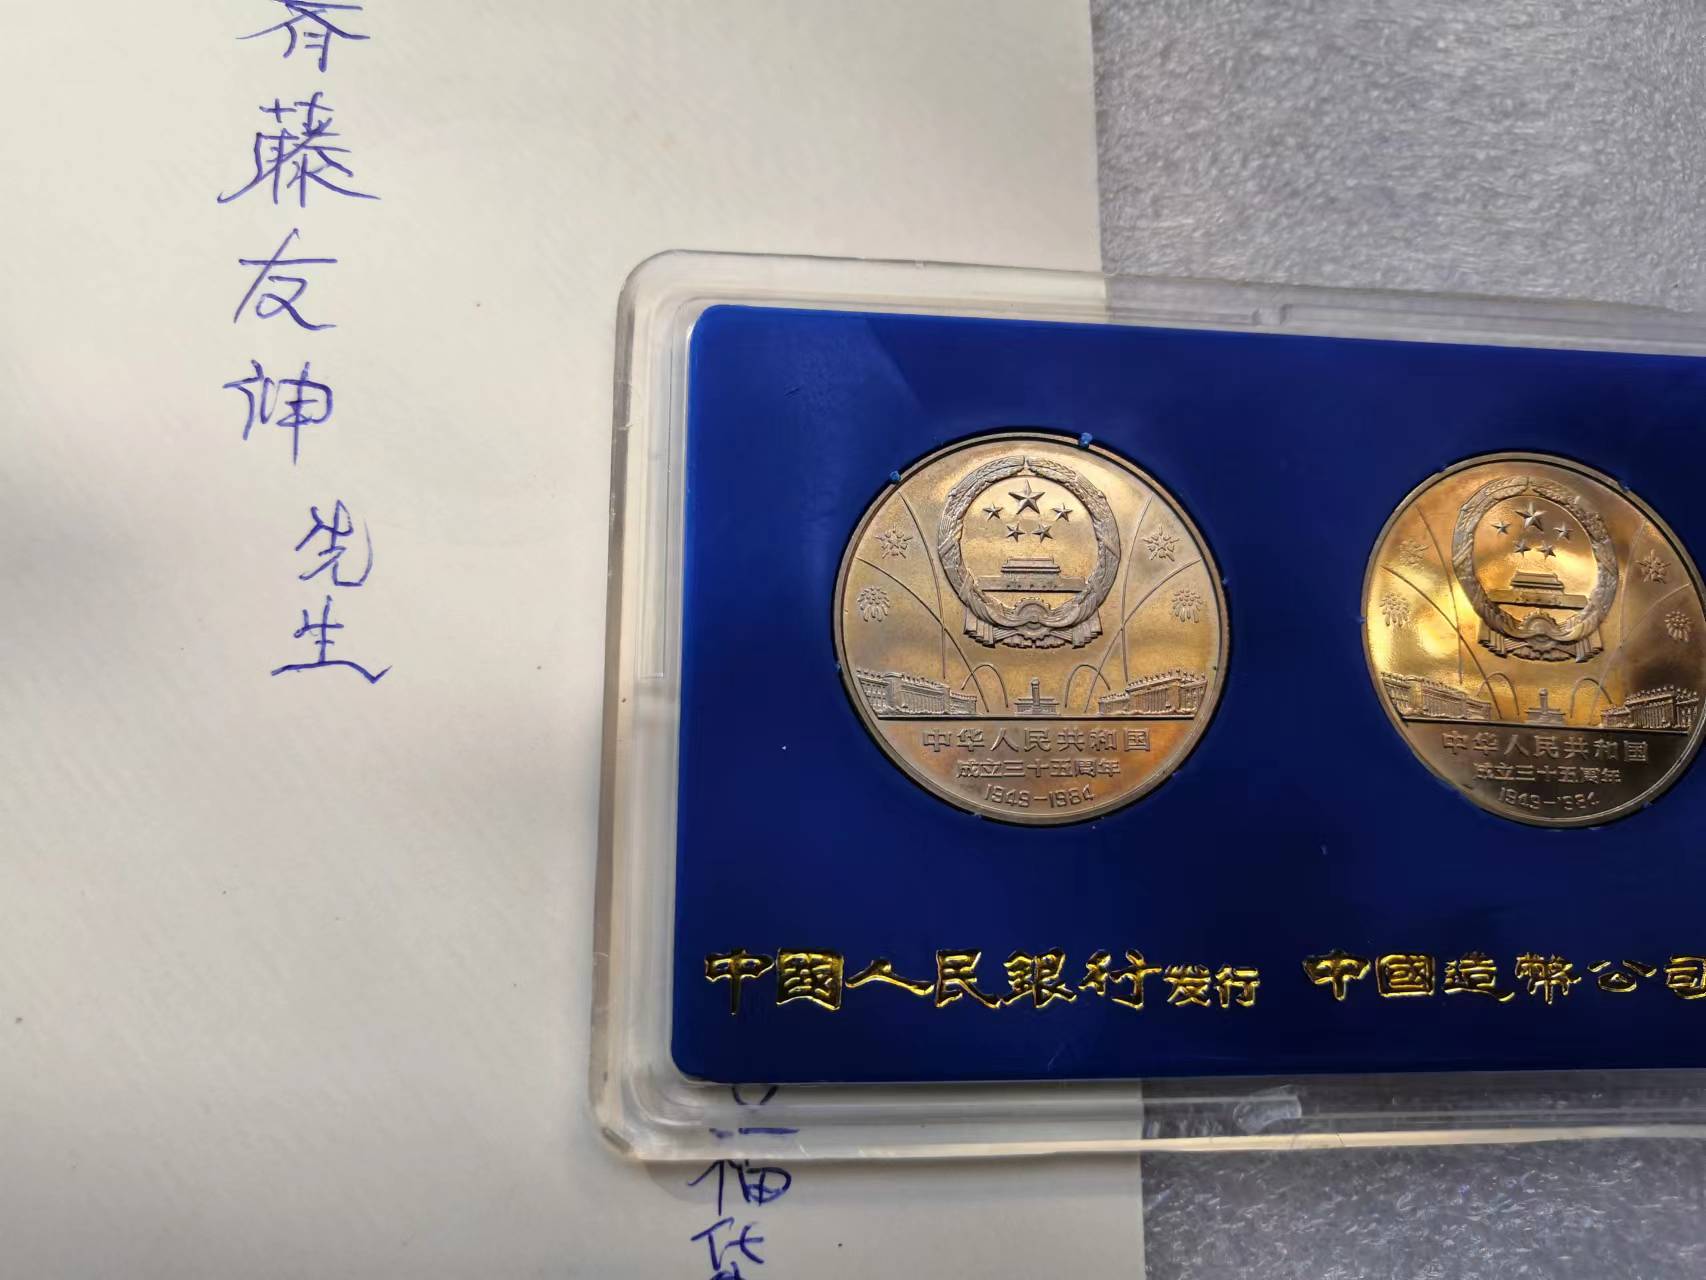 斉藤友神
先生
中华人民共和国
成立三十五周年
1949-1984
中华人民共和国
成立三十五周年
1949-1984
中國人民銀行发行
中國造幣公司
福